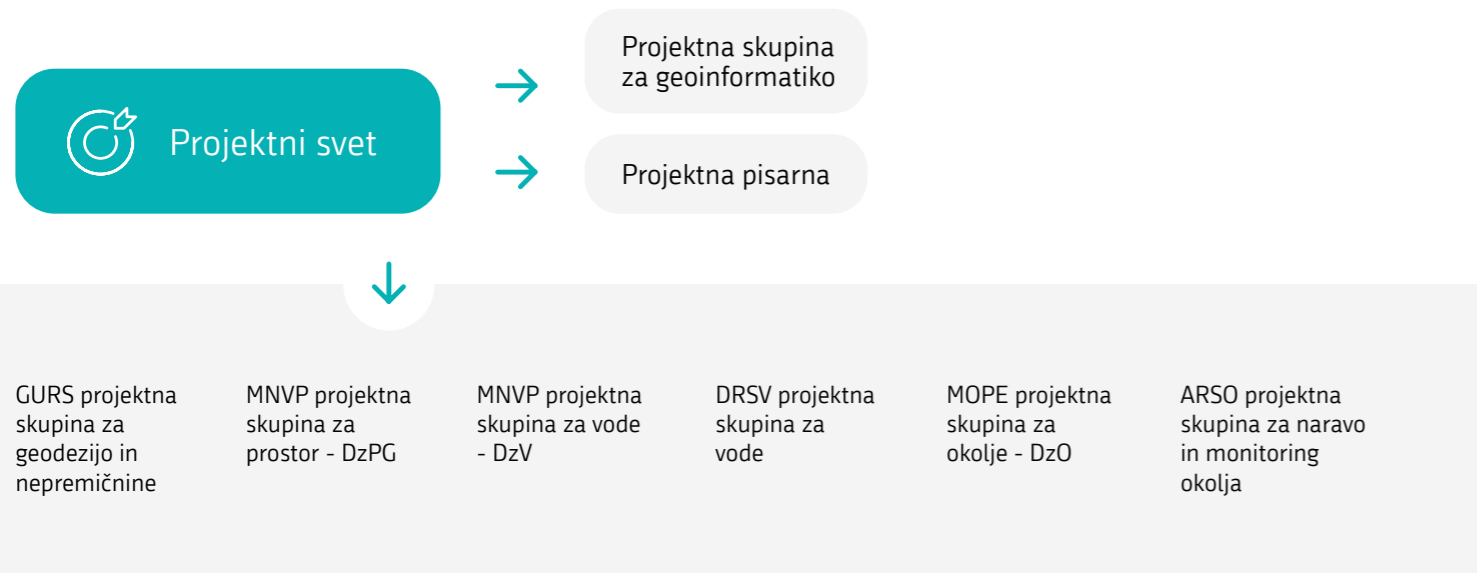 Projektni svet
Projektna skupina
za geoinformatiko
Projektna pisarna
GURS projektna
skupina za
geodezijo in
nepremičnine
MNVP projektna
skupina za
prostor - DzPG
MNVP projektna
skupina za vode
- DzV
DRSV projektna
skupina za
vode
MOPE projektna
skupina za
okolje - DzO
ARSO projektna
skupina za naravo
in monitoring
okolja